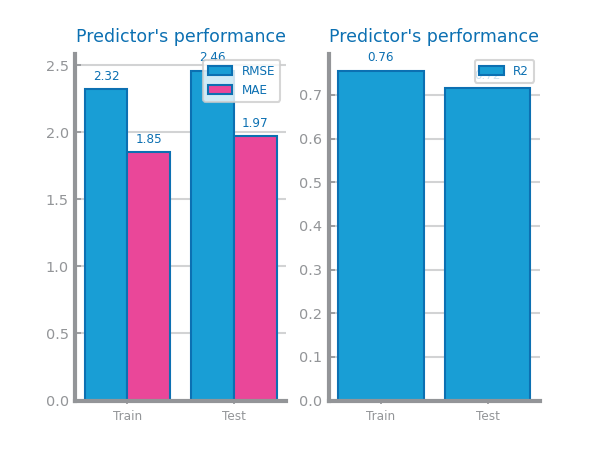 Predictor's performance
2.5
2.0
1.5
1.0
0.5
0.0
2.32
1.85
2.46
1.97
RMSE
MAE
Train
Test
Predictor's performance
0.7
0.6
0.5
0.4
0.3
0.2
0.1
0.0
0.76
R2
Train
Test